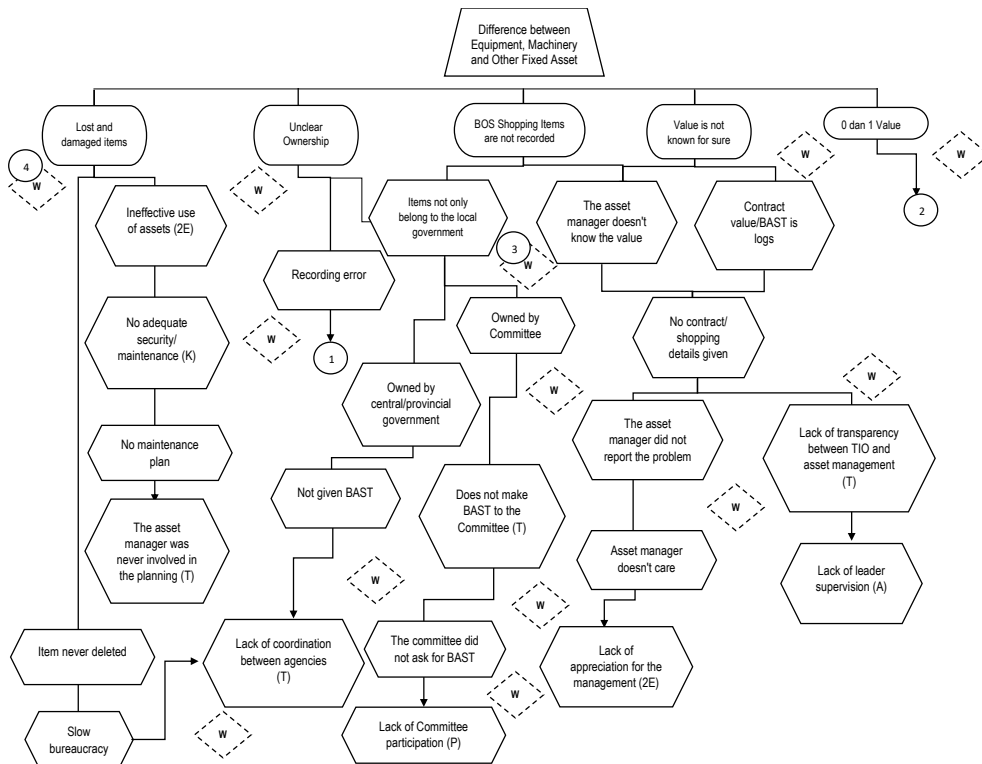 Difference between
Equipment, Machinery
and Other Fixed Asset
Lost and
damaged items
Unclear
Ownership
BOS Shopping Items
are not recorded
Value is not
known for sure
0 dan 1 Value
4
W
W
W
W
2
Ineffective use
of assets (2E)
Items not only
belong to the local
government
The asset
manager doesn't
know the value
Contract
value/BAST is
logs
3
W
Recording error
No adequate
security/
maintenance (K)
W
1
Owned by
Committee
No contract/
shopping
details given
W
W
Owned by
central/provincial
government
No maintenance
plan
The asset
manager did not
report the problem
Lack of transparency
between TIO and
asset management
(T)
Not given BAST
Does not make
BAST to the
Committee (T)
W
The asset
manager was
never involved in
the planning (T)
Asset manager
doesn't care
Lack of leader
supervision (A)
W
W
Item never deleted
Lack of coordination
between agencies
(T)
The committee did
not ask for BAST
Lack of
appreciation for the
management (2E)
W
W
Slow
bureaucracy
Lack of Committee
participation (P)